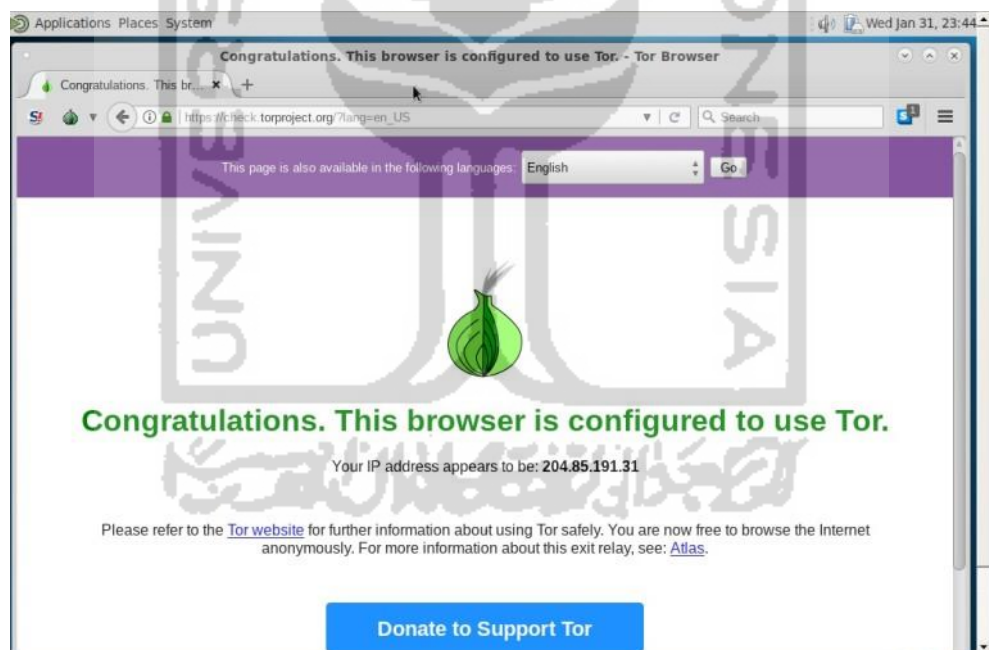 Applications Places System
Wed Jan 31, 23:44
Congratulations. This browser is configured to use Tor. - Tor Browser
Congratulations. This br...
https://check.torproject.org/?lang=en_US
Search
This page is also available in the following languages:
English
Go
UNIVERSITAS
INDONESIA
Congratulations. This browser is configured to use Tor.
Your IP address appears to be: 204.85.191.31
Please refer to the Tor website for further information about using Tor safely. You are now free to browse the Internet
anonymously. For more information about this exit relay, see: Atlas.
Donate to Support Tor